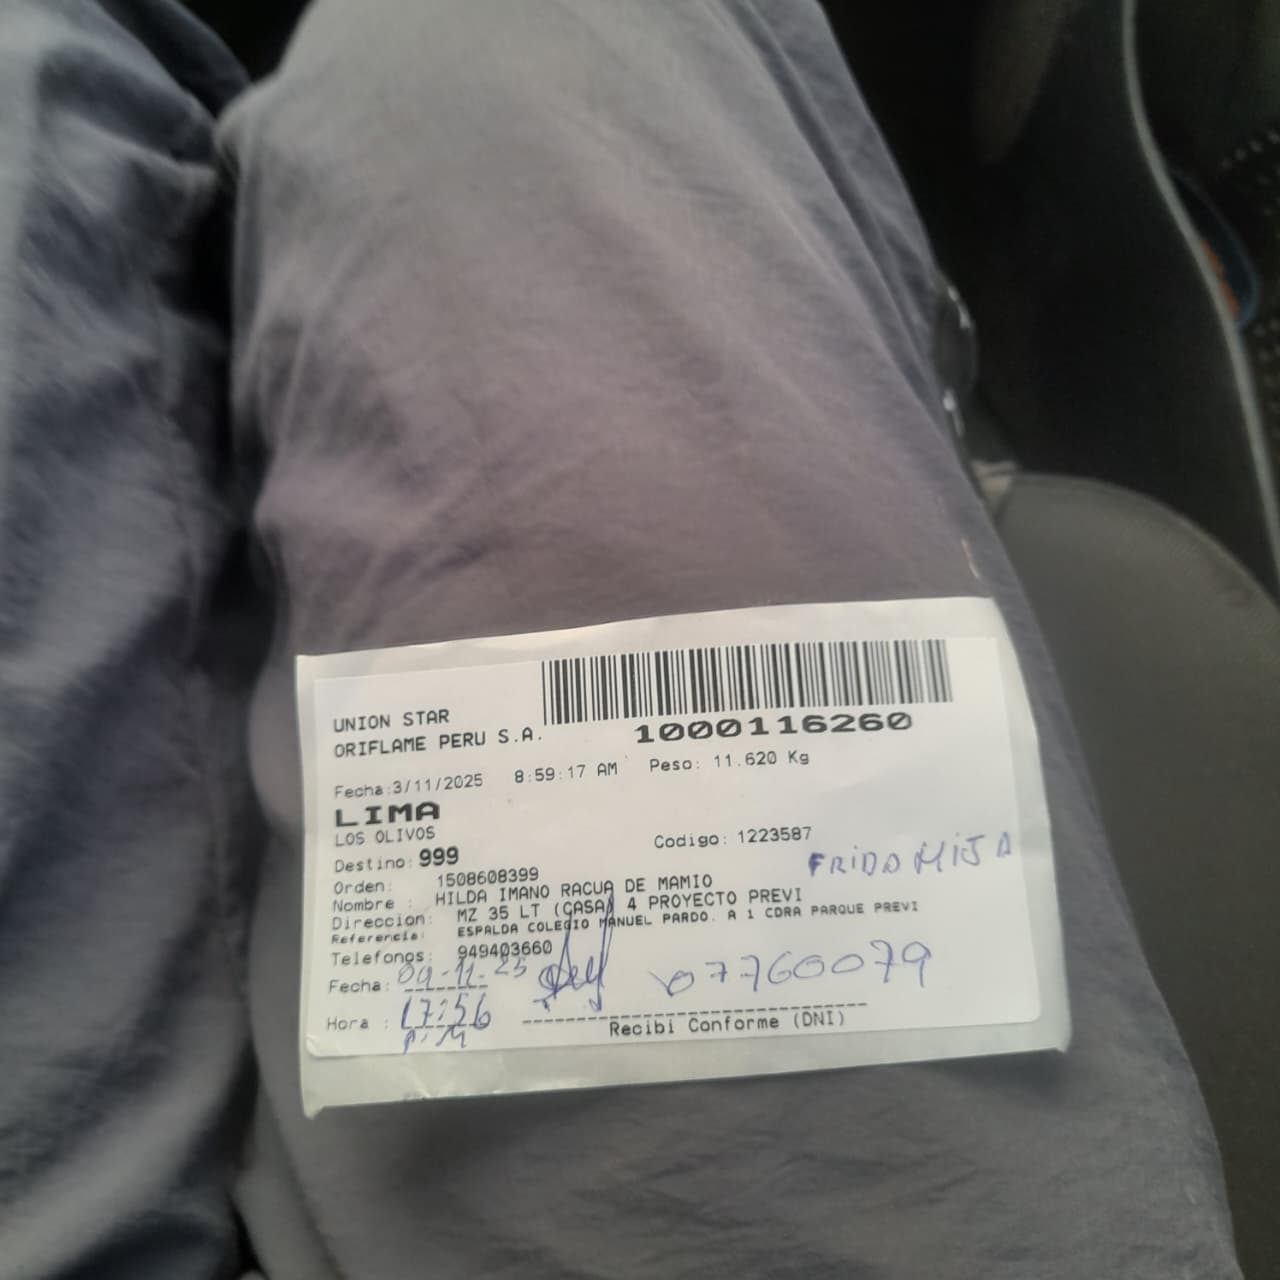 UNION STAR
ORIFLAME PERU S.A.
1000116260
Fecha:3/11/2025 8:59:17 AM Peso: 11.620 Kg
LIMA
LOS OLIVOS
Destino: 999 Codigo: 1223587
Orden: 1508608399
FRIDA MIJA
Nombre : HILDA IMANO RACUA DE MAMIO
Direccion: MZ 35 LT (CASA) 4 PROYECTO PREVI
Referencia: ESPALDA COLEGIO MANUEL PARDO. A 1 CDRA PARQUE PREVI
Telefonos: 949403660
Fecha: 04-11-25 07760079
Hora : 17:56
P.M
Recibi Conforme (DNI)